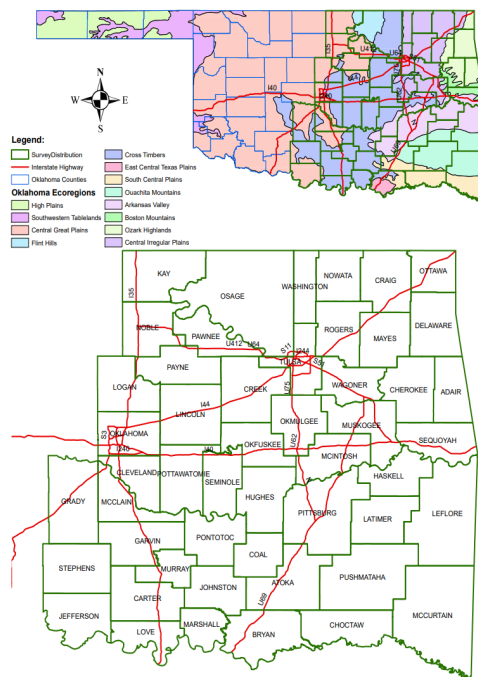 I35
U412
U64
I40
N
W E
S
Legend:
SurveyDistribution
Interstate Highway
Oklahoma Counties
Oklahoma Ecoregions
High Plains
Southwestern Tablelands
Central Great Plains
Flint Hills
Cross Timbers
East Central Texas Plains
South Central Plains
Ouachita Mountains
Arkansas Valley
Boston Mountains
Ozark Highlands
Central Irregular Plains
KAY
OSAGE
WASHINGTON
NOWATA
CRAIG
OTTAWA
I35
NOBLE
PAWNEE
ROGERS
MAYES
DELAWARE
U412
U64
S11
I244
TULSA
S51
PAYNE
LOGAN
CREEK
I75
WAGONER
CHEROKEE
ADAIR
I44
LINCOLN
OKMULGEE
MUSKOGEE
S3
OKLAHOMA
I240
I40
OKFUSKEE
U62
SEQUOYAH
MCINTOSH
CLEVELAND
POTTAWATOMIE
SEMINOLE
HASKELL
GRADY
MCCLAIN
HUGHES
PITTSBURG
LATIMER
LEFLORE
GARVIN
PONTOTOC
COAL
STEPHENS
MURRAY
JOHNSTON
ATOKA
PUSHMATAHA
CARTER
U69
JEFFERSON
LOVE
MARSHALL
BRYAN
CHOCTAW
MCCURTAIN